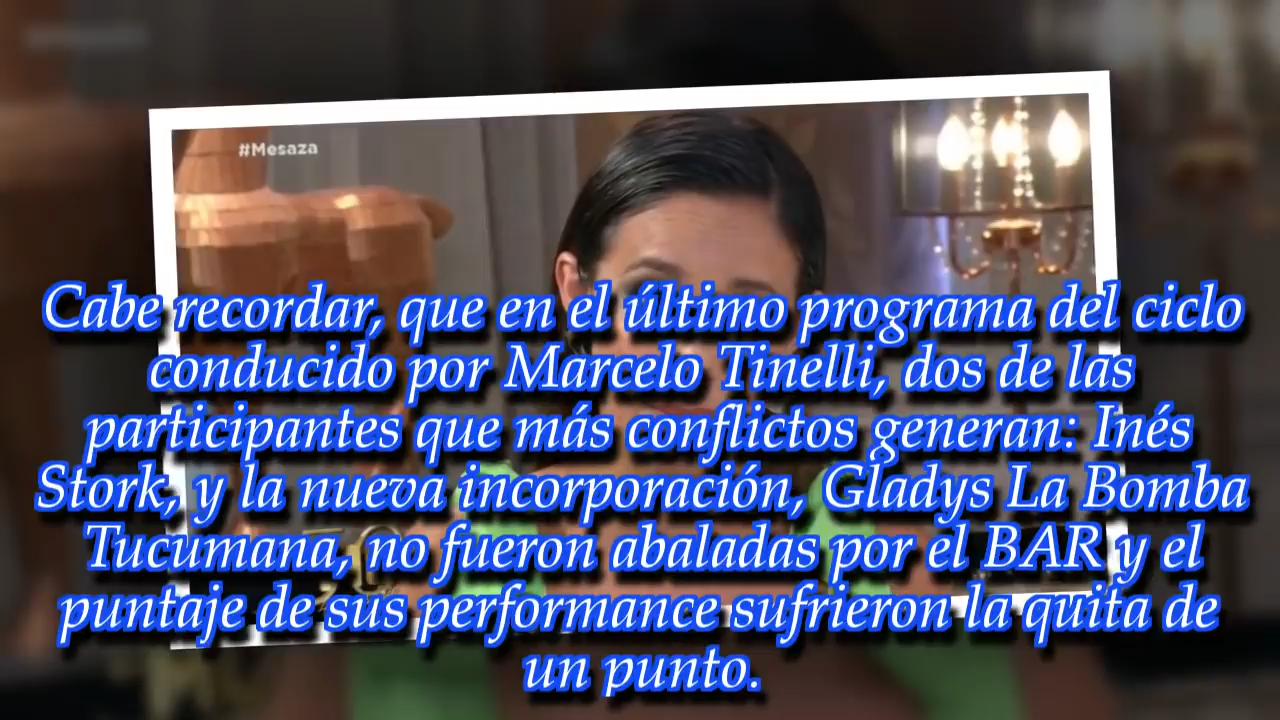 #Mesaza
Cabe recordar, que en el último programa del ciclo
conducido por Marcelo Tinelli, dos de las
participantes que más conflictos generan: Inés
Stork, y la nueva incorporación, Gladys La Bomba
Tucumana, no fueron abaladas por el BAR y el
puntaje de sus performance sufrieron la quita de
un punto.